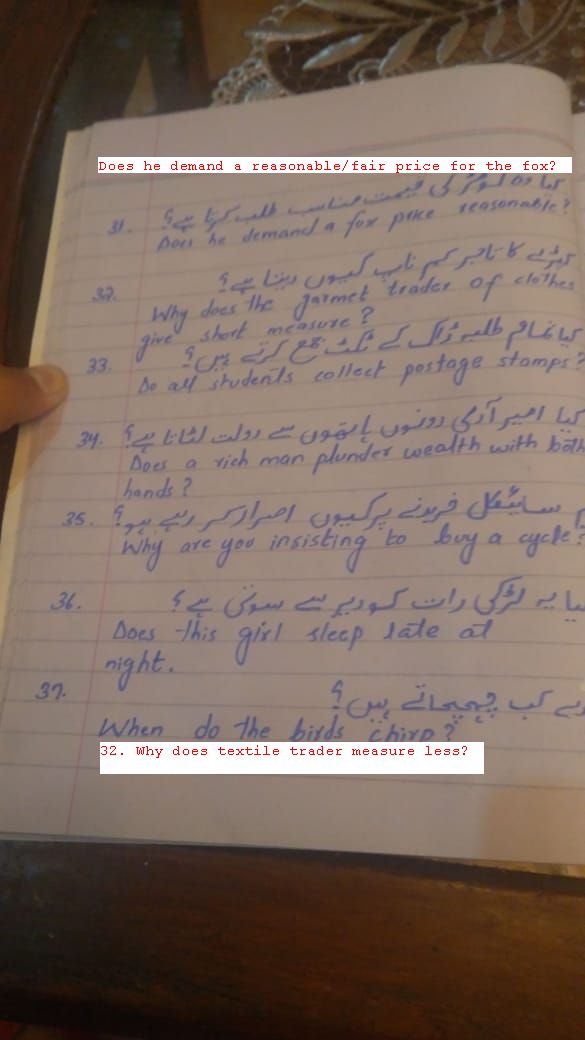 Does he demand a reasonable/fair price for the fox?
31. کیا وہ لومڑ کی قیمت مناسب طلب کرتا ہے؟
Does he demand a fox price reasonable?
32. کپڑے کا تاجر کم ناپ کیوں دیتا ہے؟
Why does the garmet trader of clothes
give short measure?
33. کیا تمام طلبہ ڈاک کے ٹکٹ جمع کرتے ہیں؟
Do all students collect postage stamps?
34. کیا امیر آدمی دونوں ہاتھوں سے دولت لٹاتا ہے؟
Does a rich man plunder wealth with both
hands?
35. سائیکل خریدنے پر کیوں اصرار کر رہے ہو؟
Why are you insisting to buy a cycle?
36. یہ لڑکی رات کو دیر سے سوتی ہے؟
Does this girl sleep late at
night.
37. کب چہچہاتے ہیں؟
When do the birds chirp?
32. Why does textile trader measure less?